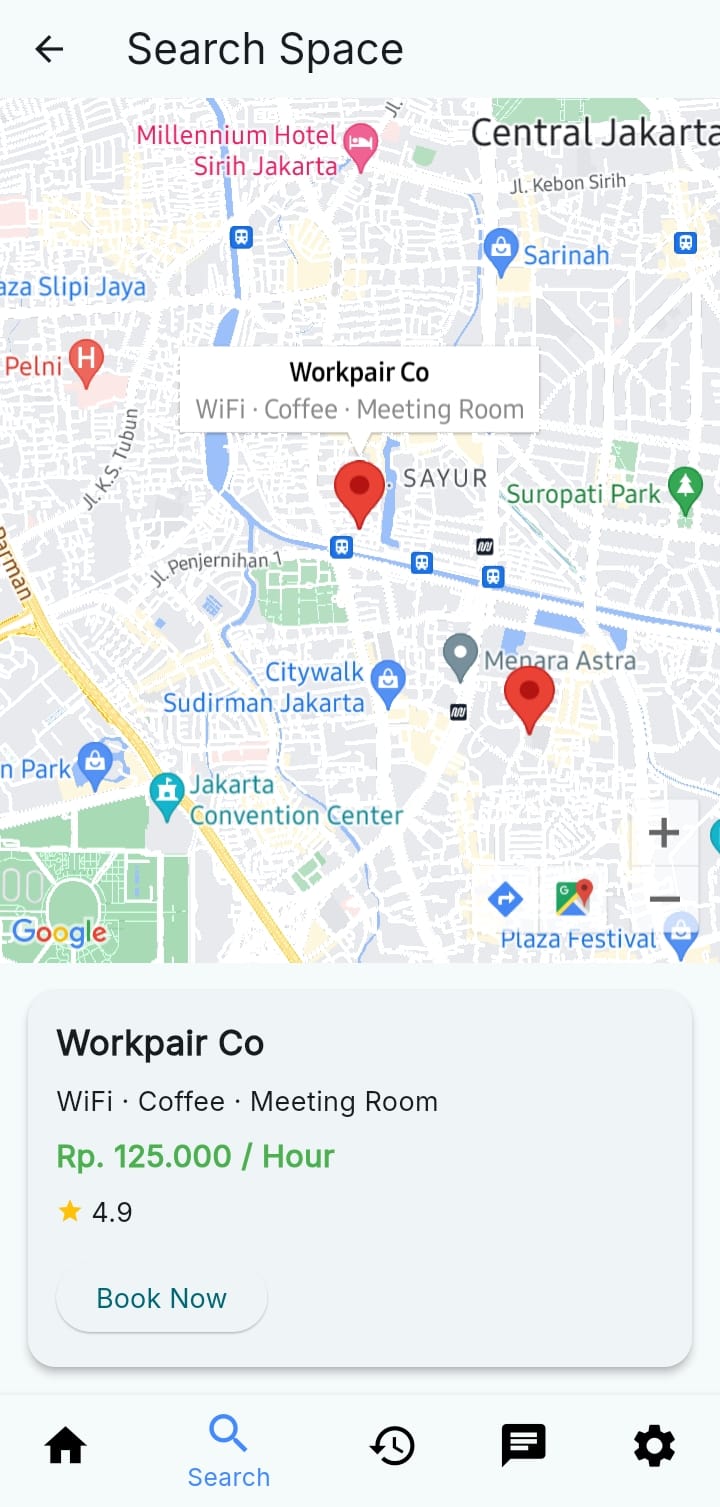 Search Space
Jl.
Millennium Hotel
Sirih Jakarta
Central Jakarta
Jl. Kebon Sirih
Sarinah
aza Slipi Jaya
Pelni
H
Workpair Co
WiFi · Coffee · Meeting Room
Jl. K.S. Tubun
SAYUR
Suropati Park
arman
Jl. Penjernihan 1
Citywalk
Sudirman Jakarta
Menara Astra
n Park
Jakarta
Convention Center
G
Google
Plaza Festival
Workpair Co
WiFi · Coffee · Meeting Room
Rp. 125.000 / Hour
4.9
Book Now
Search